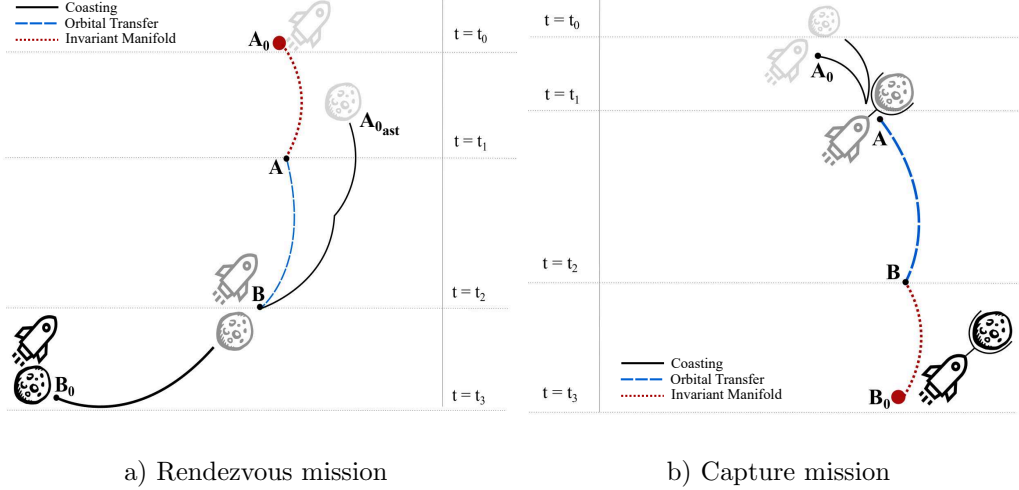 Coasting
Orbital Transfer
Invariant Manifold
A₀
t = t₀
A₀ₐₛₜ
t = t₁
A
B
t = t₂
B₀
t = t₃
a) Rendezvous mission
t = t₀
A₀
t = t₁
A
t = t₂
B
Coasting
Orbital Transfer
Invariant Manifold
t = t₃
B₀
b) Capture mission